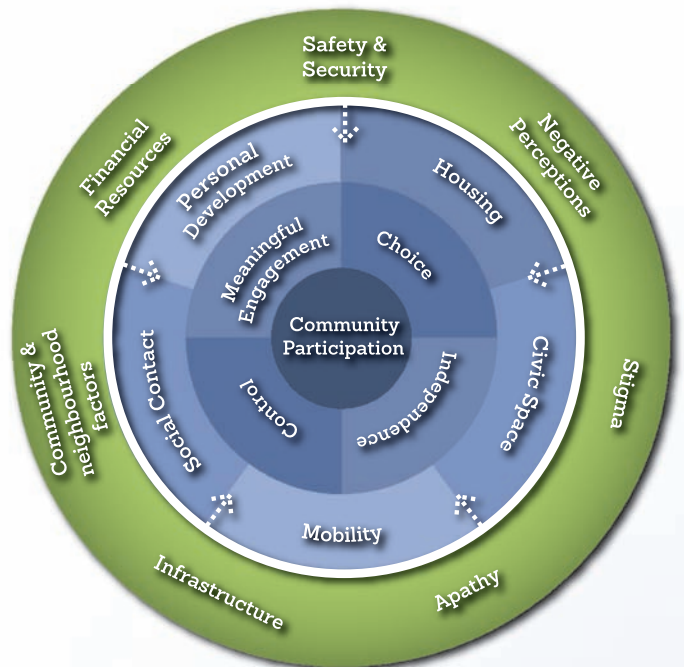 Safety &
Security
Negative
Perceptions
Stigma
Apathy
Infrastructure
Community &
neighbourhood
factors
Financial
Resources
Personal
Development
Housing
Civic Space
Mobility
Social Contact
Meaningful
Engagement
Choice
Independence
Control
Community
Participation